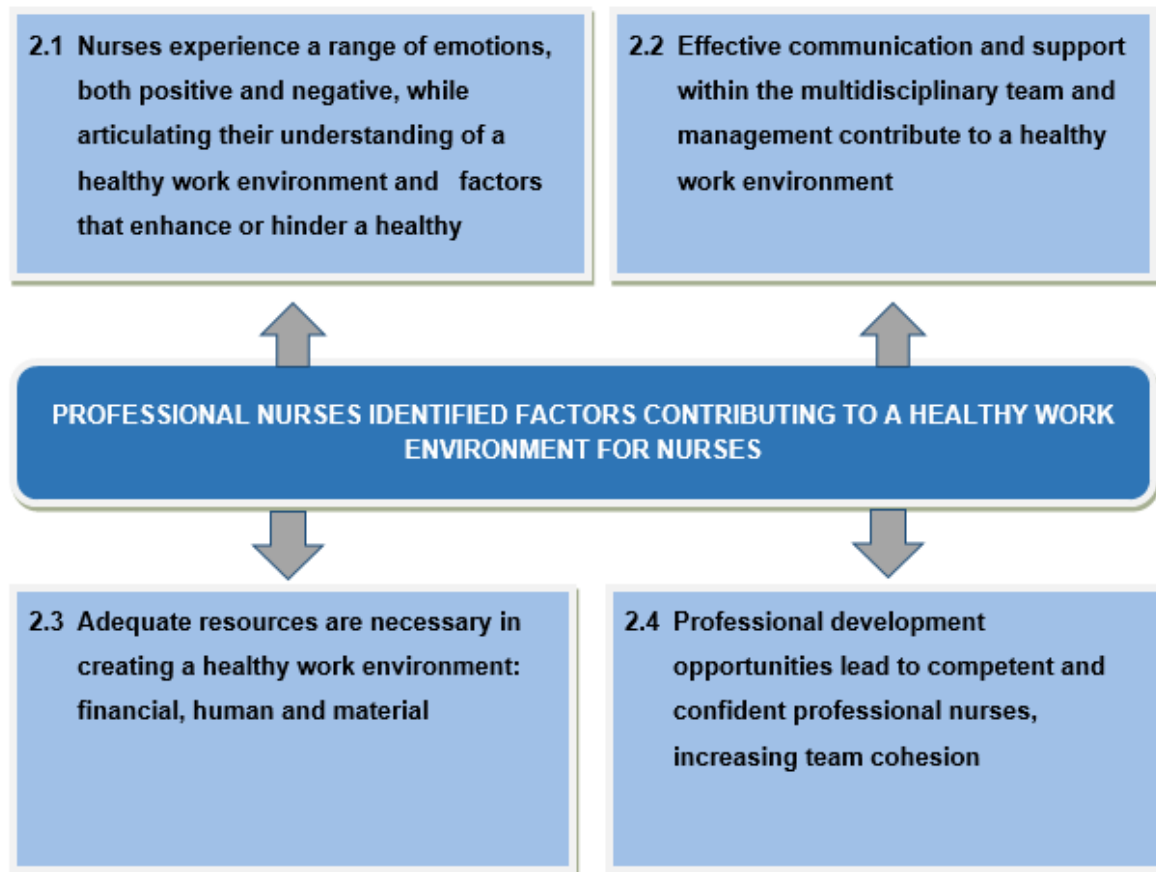 2.1 Nurses experience a range of emotions,
both positive and negative, while
articulating their understanding of a
healthy work environment and factors
that enhance or hinder a healthy
2.2 Effective communication and support
within the multidisciplinary team and
management contribute to a healthy
work environment
PROFESSIONAL NURSES IDENTIFIED FACTORS CONTRIBUTING TO A HEALTHY WORK
ENVIRONMENT FOR NURSES
2.3 Adequate resources are necessary in
creating a healthy work environment:
financial, human and material
2.4 Professional development
opportunities lead to competent and
confident professional nurses,
increasing team cohesion